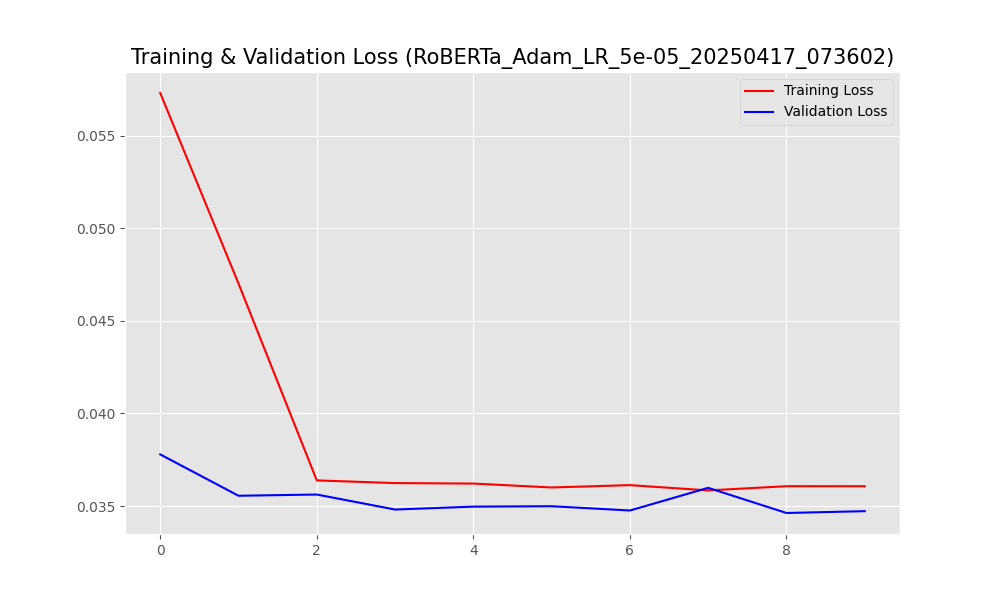 Training & Validation Loss (RoBERTa_Adam_LR_5e-05_20250417_073602)
Training Loss
Validation Loss
0.055
0.050
0.045
0.040
0.035
0 2 4 6 8